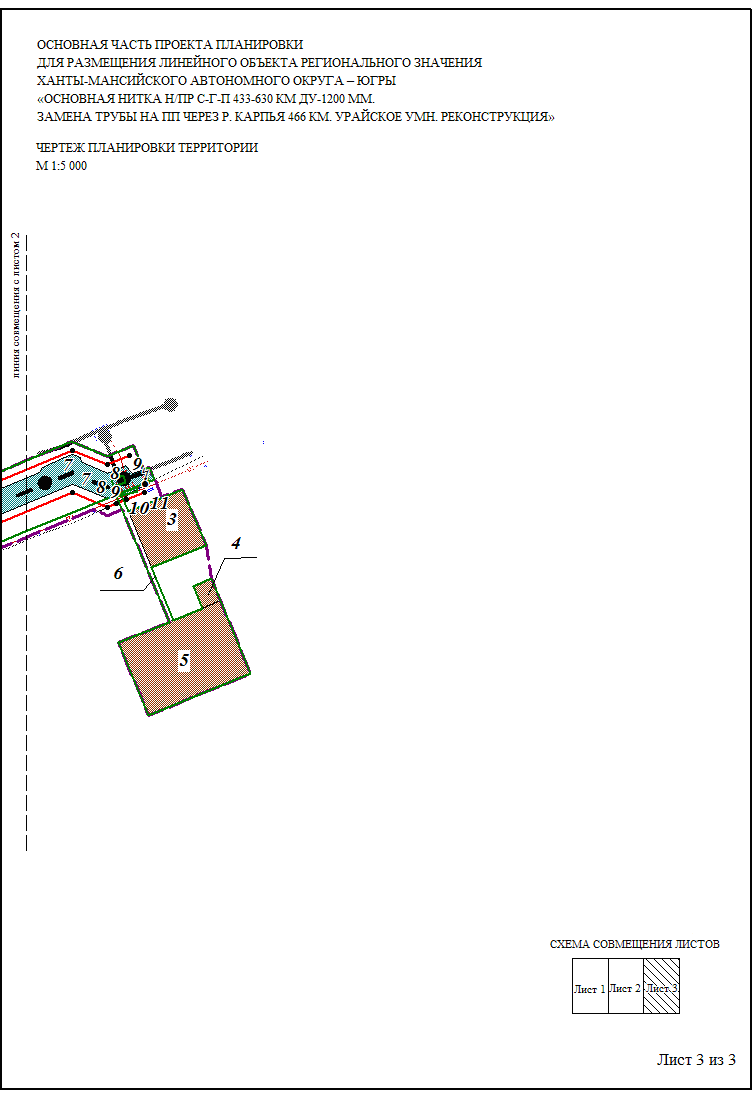 ОСНОВНАЯ ЧАСТЬ ПРОЕКТА ПЛАНИРОВКИ
ДЛЯ РАЗМЕЩЕНИЯ ЛИНЕЙНОГО ОБЪЕКТА РЕГИОНАЛЬНОГО ЗНАЧЕНИЯ
ХАНТЫ-МАНСИЙСКОГО АВТОНОМНОГО ОКРУГА – ЮГРЫ
«ОСНОВНАЯ НИТКА Н/ПР С-Г-П 433-630 КМ ДУ-1200 ММ.
ЗАМЕНА ТРУБЫ НА ПП ЧЕРЕЗ Р. КАРПЬЯ 466 КМ. УРАЙСКОЕ УМН. РЕКОНСТРУКЦИЯ»
ЧЕРТЕЖ ПЛАНИРОВКИ ТЕРРИТОРИИ
М 1:5 000
линия совмещения с листом 2
7
8
9
7
7
8
9
10
11
3
4
6
5
СХЕМА СОВМЕЩЕНИЯ ЛИСТОВ
Лист 1 Лист 2 Лист 3
Лист 3 из 3